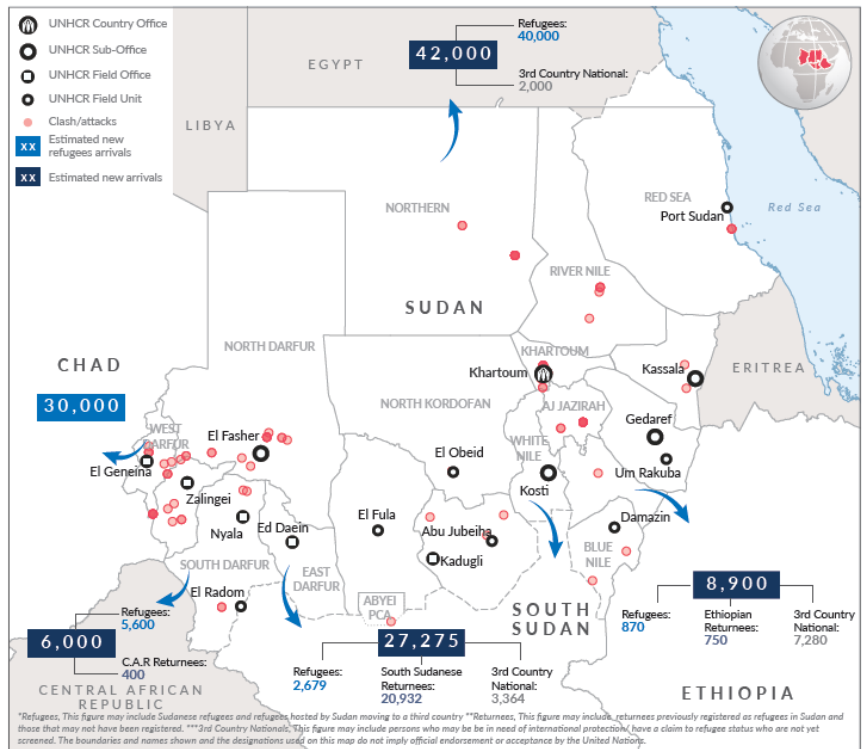 UNHCR Country Office
UNHCR Sub-Office
UNHCR Field Office
UNHCR Field Unit
Clash/attacks
XX Estimated new
refugees arrivals
XX Estimated new arrivals
EGYPT
LIBYA
42,000
Refugees:
40,000
3rd Country National:
2,000
NORTHERN
RED SEA
Port Sudan
Red Sea
RIVER NILE
SUDAN
CHAD
30,000
NORTH DARFUR
KHARTOUM
Khartoum
Kassala
ERITREA
NORTH KORDOFAN
AJ JAZIRAH
WEST
DARFUR
El Fasher
El Geneina
Gedaref
WHITE
NILE
El Obeid
Um Rakuba
Zalingei
Kosti
El Fula
Nyala
Ed Daein
Abu Jubeiha
Damazin
Kadugli
BLUE
NILE
SOUTH DARFUR
EAST
DARFUR
El Radom
ABYEI
PCA
SOUTH
SUDAN
6,000
Refugees:
5,600
C.A.R Returnees:
400
27,275
Refugees:
2,679
South Sudanese
Returnees:
20,932
3rd Country
National:
3,364
8,900
Refugees:
870
Ethiopian
Returnees:
750
3rd Country
National:
7,280
CENTRAL AFRICAN
REPUBLIC
ETHIOPIA
*Refugees, This figure may include Sudanese refugees and refugees hosted by Sudan moving to a third country **Returnees, This figure may include, returnees previously registered as refugees in Sudan and
those that may not have been registered. ***3rd Country Nationals, This figure may include persons who may be be in need of international protection/ have a claim to refugee status who are not yet
screened. The boundaries and names shown and the designations used on this map do not imply official endorsement or acceptance by the United Nations.